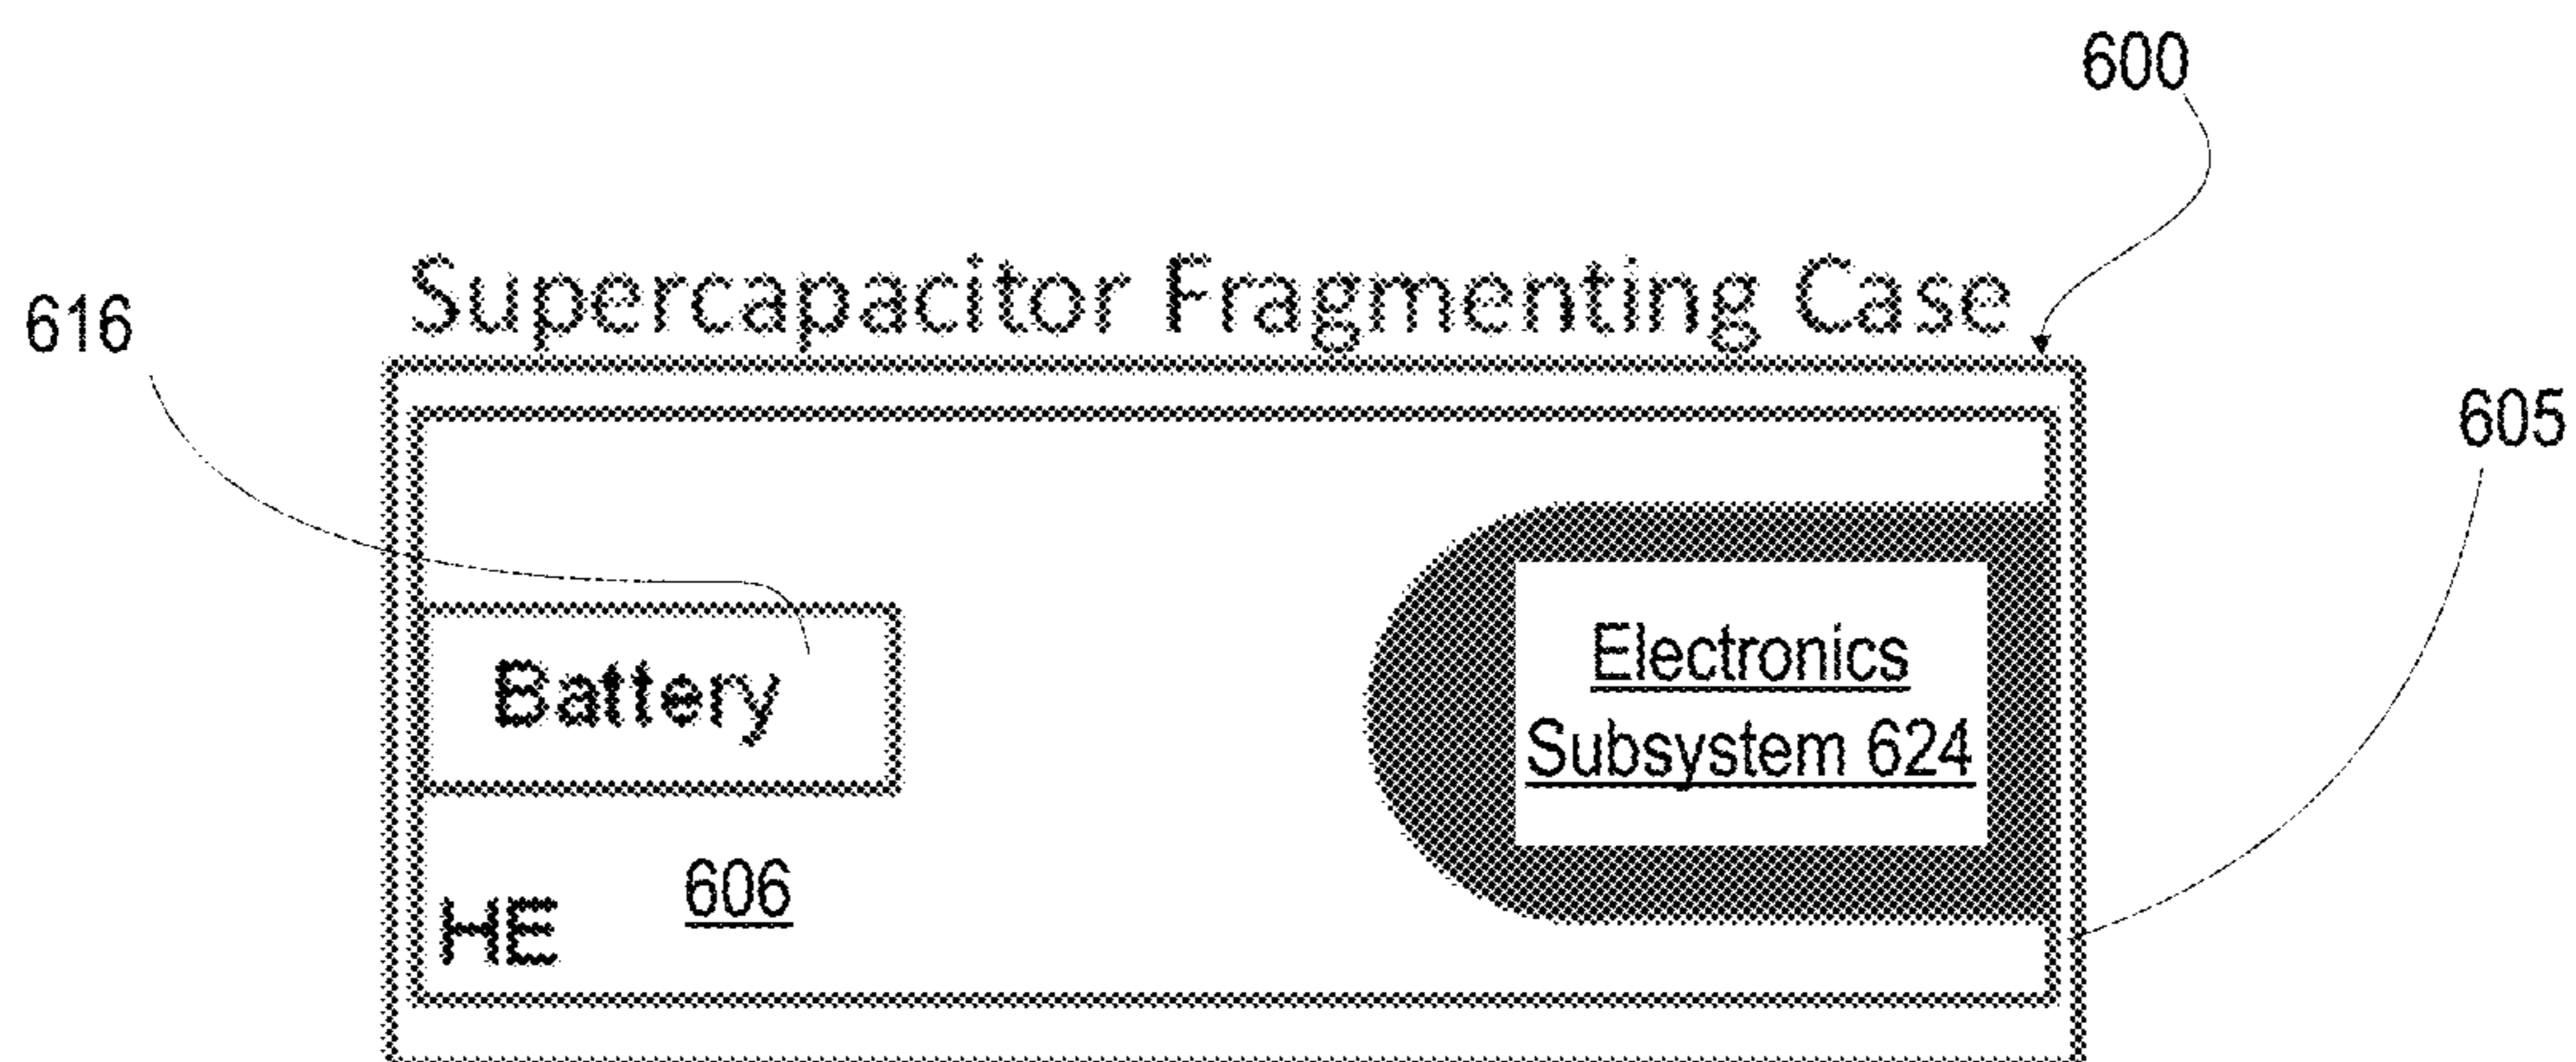 600
Supercapacitor Fragmenting Case
616
605
Battery
Electronics
Subsystem 624
606
HE